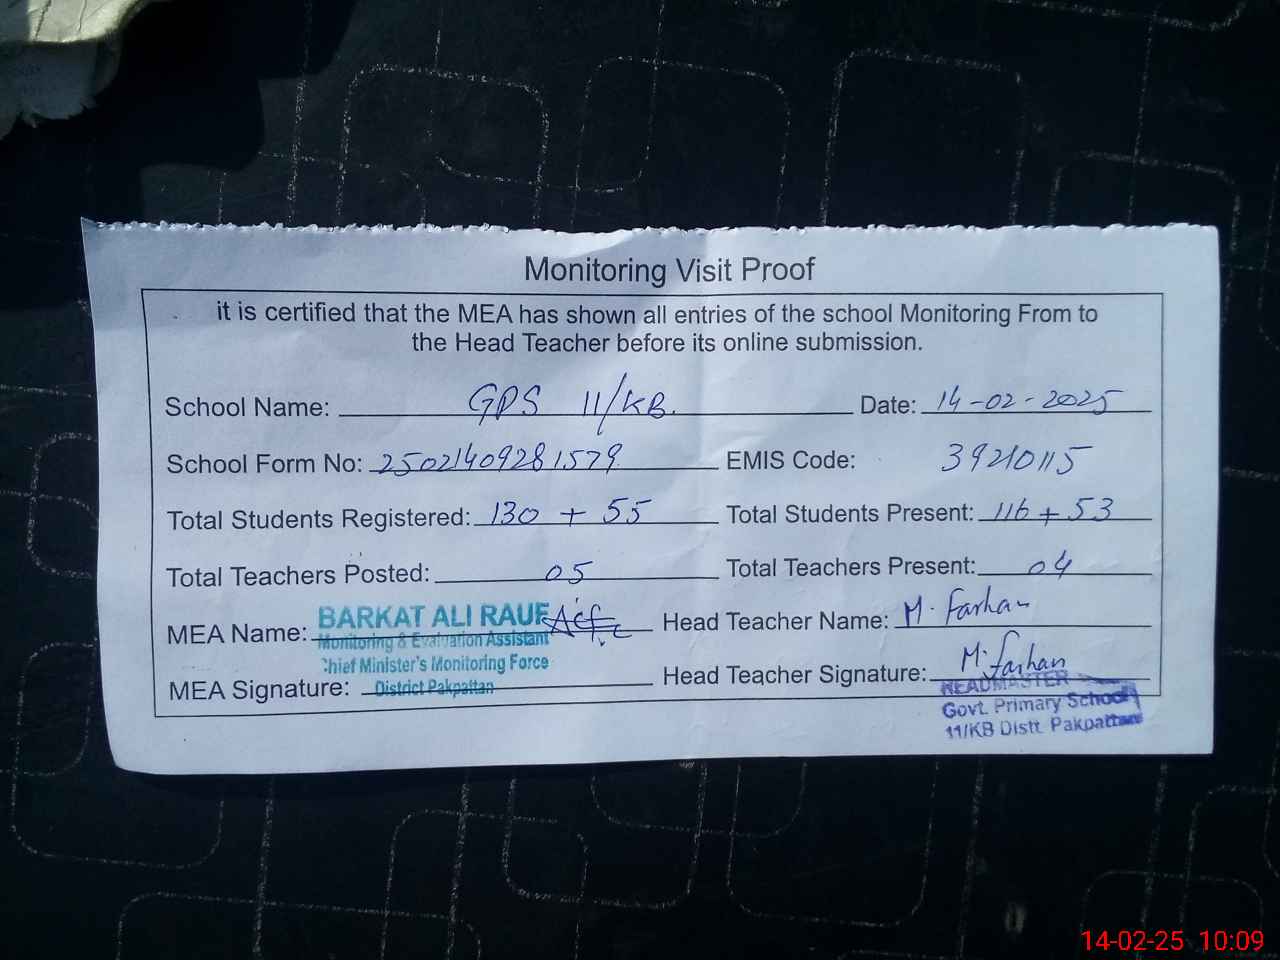 Monitoring Visit Proof
it is certified that the MEA has shown all entries of the school Monitoring From to
the Head Teacher before its online submission.
School Name: GPS 11/KB. Date: 14-02-2025
School Form No: 25021409281579 EMIS Code: 39210115
Total Students Registered: 130 + 55 Total Students Present: 116 + 53
Total Teachers Posted: 05 Total Teachers Present: 04
MEA Name: BARKAT ALI RAUF Head Teacher Name: M. Farhan
Monitoring & Evaluation Assistant
Chief Minister's Monitoring Force
MEA Signature: District Pakpattan Head Teacher Signature: M. Farhan
HEADMASTER
Govt. Primary School
11/KB Distt. Pakpattan
14-02-25 10:09